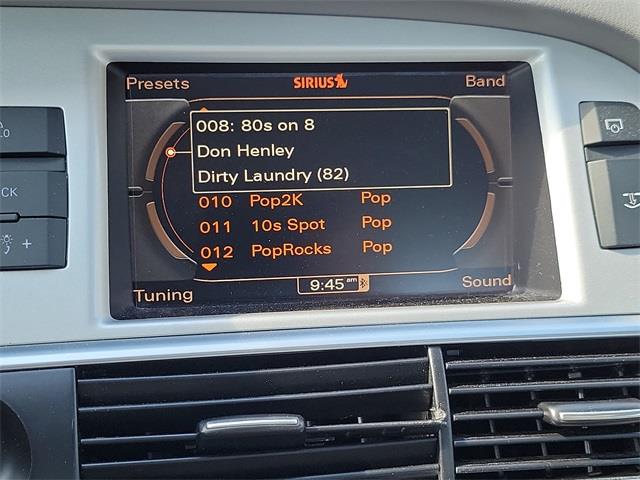 Presets SIRIUS Band
008: 80s on 8
Don Henley
Dirty Laundry (82)
010 Pop2K Pop
011 10s Spot Pop
012 PopRocks Pop
Tuning 9:45 am Sound